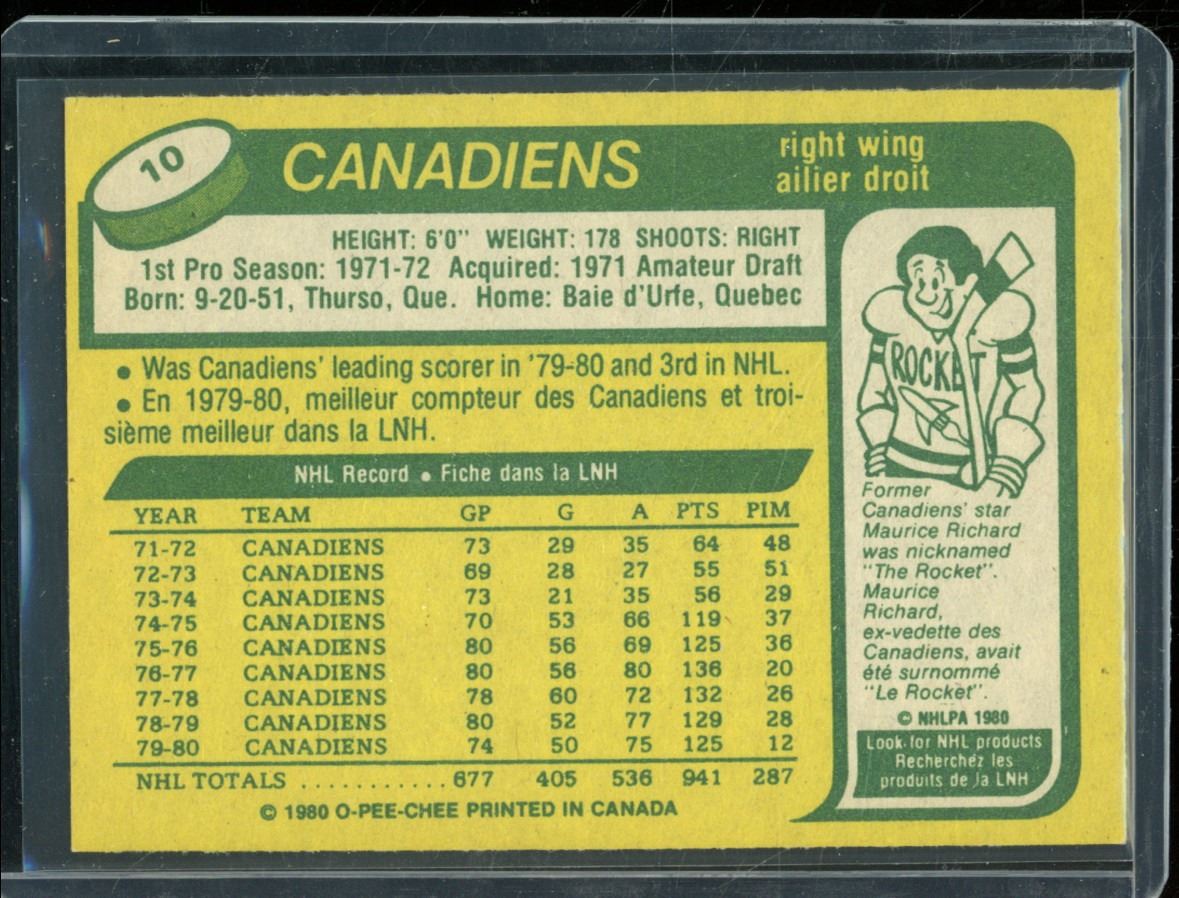 10
CANADIENS
right wing
ailier droit
HEIGHT: 6'0" WEIGHT: 178 SHOOTS: RIGHT
1st Pro Season: 1971-72 Acquired: 1971 Amateur Draft
Born: 9-20-51, Thurso, Que. Home: Baie d'Urfe, Quebec
• Was Canadiens' leading scorer in '79-80 and 3rd in NHL.
• En 1979-80, meilleur compteur des Canadiens et troi-
sième meilleur dans la LNH.
NHL Record • Fiche dans la LNH
YEAR TEAM GP G A PTS PIM
71-72 CANADIENS 73 29 35 64 48
72-73 CANADIENS 69 28 27 55 51
73-74 CANADIENS 73 21 35 56 29
74-75 CANADIENS 70 53 66 119 37
75-76 CANADIENS 80 56 69 125 36
76-77 CANADIENS 80 56 80 136 20
77-78 CANADIENS 78 60 72 132 26
78-79 CANADIENS 80 52 77 129 28
79-80 CANADIENS 74 50 75 125 12
NHL TOTALS ........... 677 405 536 941 287
© 1980 O-PEE-CHEE PRINTED IN CANADA
ROCKET
Former
Canadiens' star
Maurice Richard
was nicknamed
"The Rocket".
Maurice
Richard,
ex-vedette des
Canadiens, avait
été surnommé
"Le Rocket".
© NHLPA 1980
Look for NHL products
Recherchez les
produits de la LNH